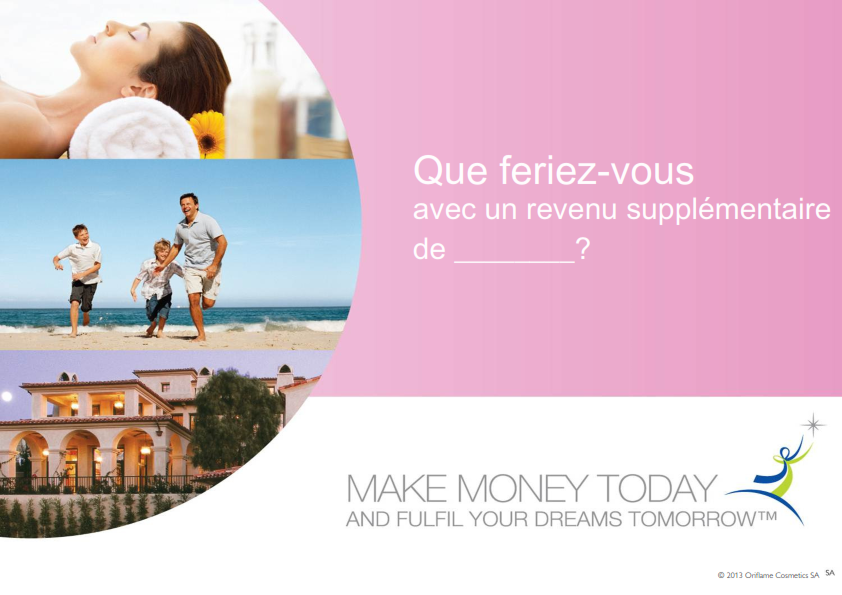 Que feriez-vous
avec un revenu supplémentaire
de ________?
MAKE MONEY TODAY
AND FULFIL YOUR DREAMS TOMORROW™
© 2013 Oriflame Cosmetics SA SA